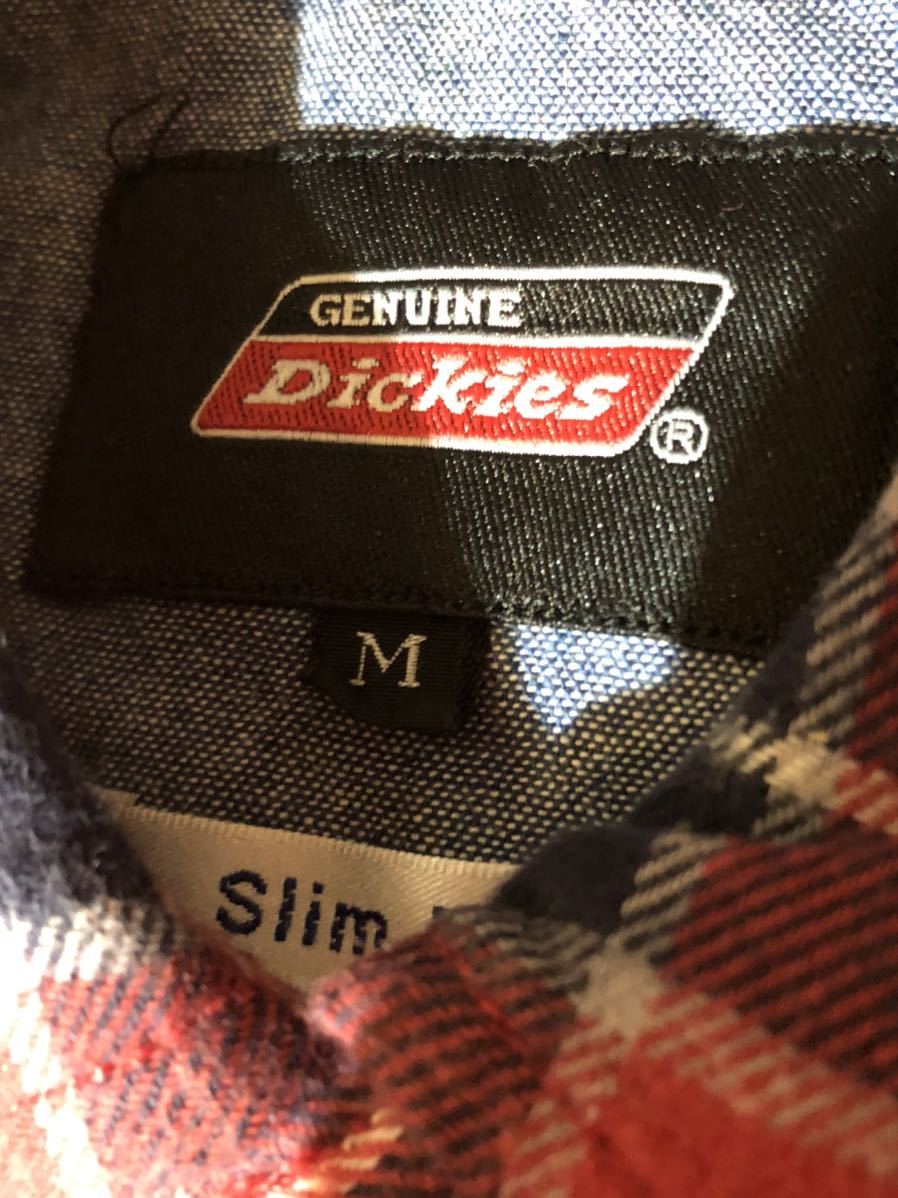 GENUINE
Dickies
®
M
Slim